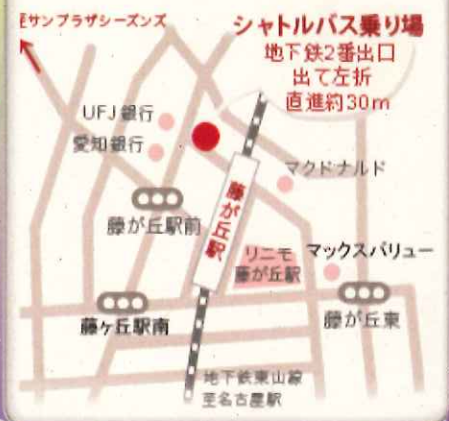 至サンプラザシーズンズ
シャトルバス乗り場
地下鉄2番出口
出て左折
直進約30m
UFJ銀行
愛知銀行
マクドナルド
藤が丘駅前
藤が丘駅
リニモ
藤が丘駅
マックスバリュー
藤ヶ丘駅南
藤が丘東
地下鉄東山線
至名古屋駅